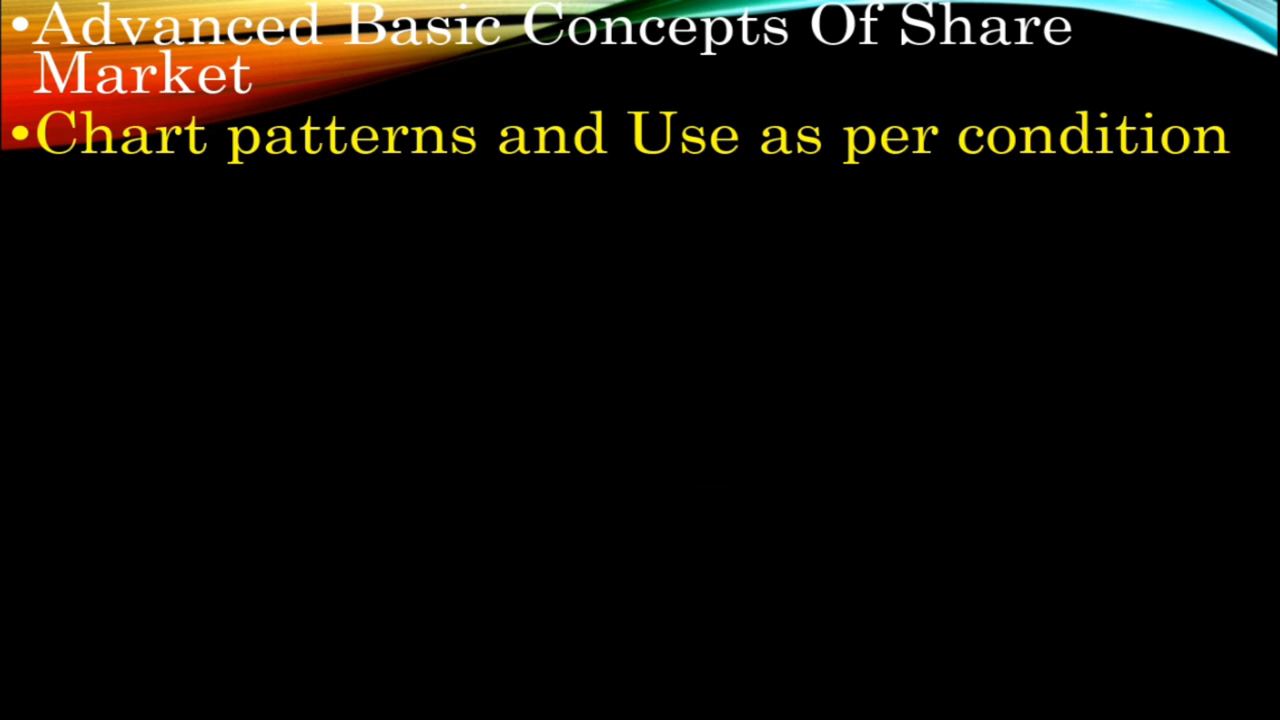 •Advanced Basic Concepts Of Share
Market
•Chart patterns and Use as per condition